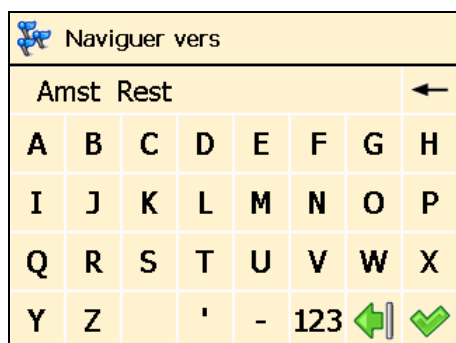 Naviguer vers
Amst Rest
A B C D E F G H
I J K L M N O P
Q R S T U V W X
Y Z ' - 123